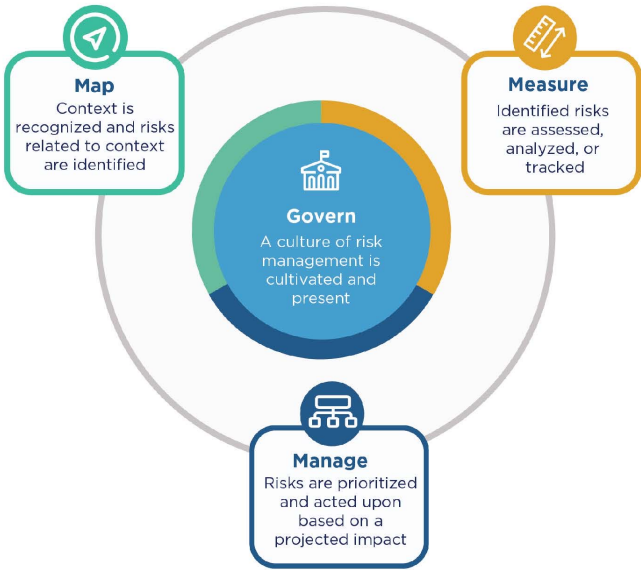 Map
Context is
recognized and risks
related to context
are identified
Measure
Identified risks
are assessed,
analyzed, or
tracked
Govern
A culture of risk
management is
cultivated and
present
Manage
Risks are prioritized
and acted upon
based on a
projected impact